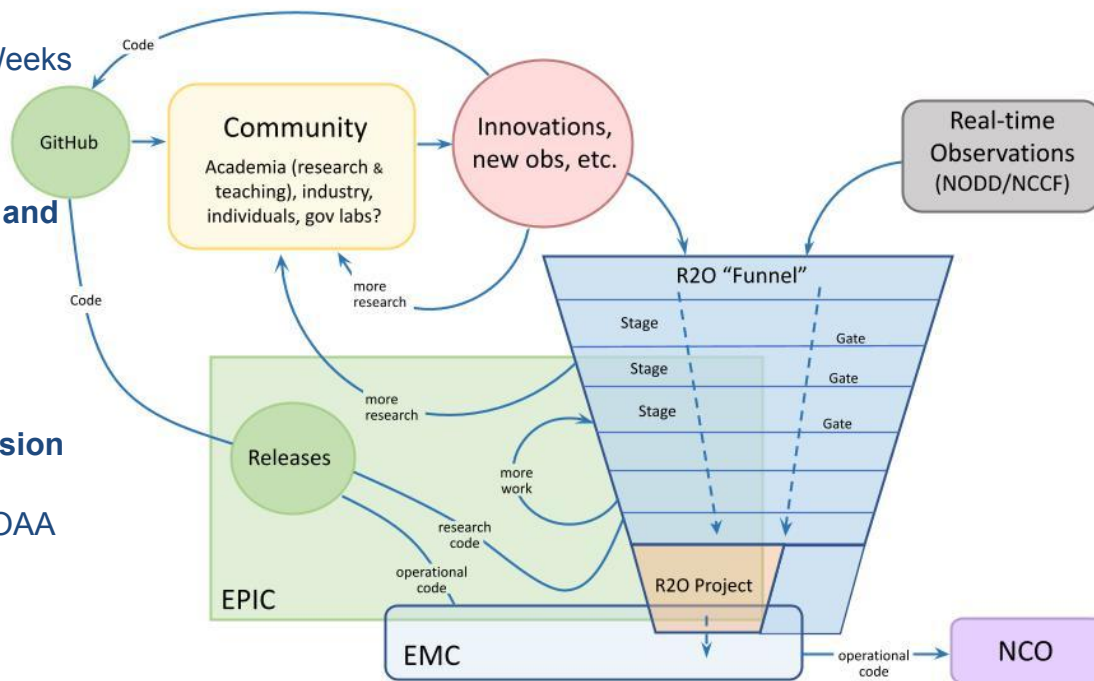 Code
Weeks
GitHub
Community
Academia (research &
teaching), industry,
individuals, gov labs?
Innovations,
new obs, etc.
Real-time
Observations
(NODD/NCCF)
and
more
research
Code
R2O “Funnel”
Stage
Gate
Stage
Gate
Stage
Gate
more
research
sion
Releases
more
work
OAA
research
code
operational
code
R2O Project
EPIC
EMC
operational
code
NCO